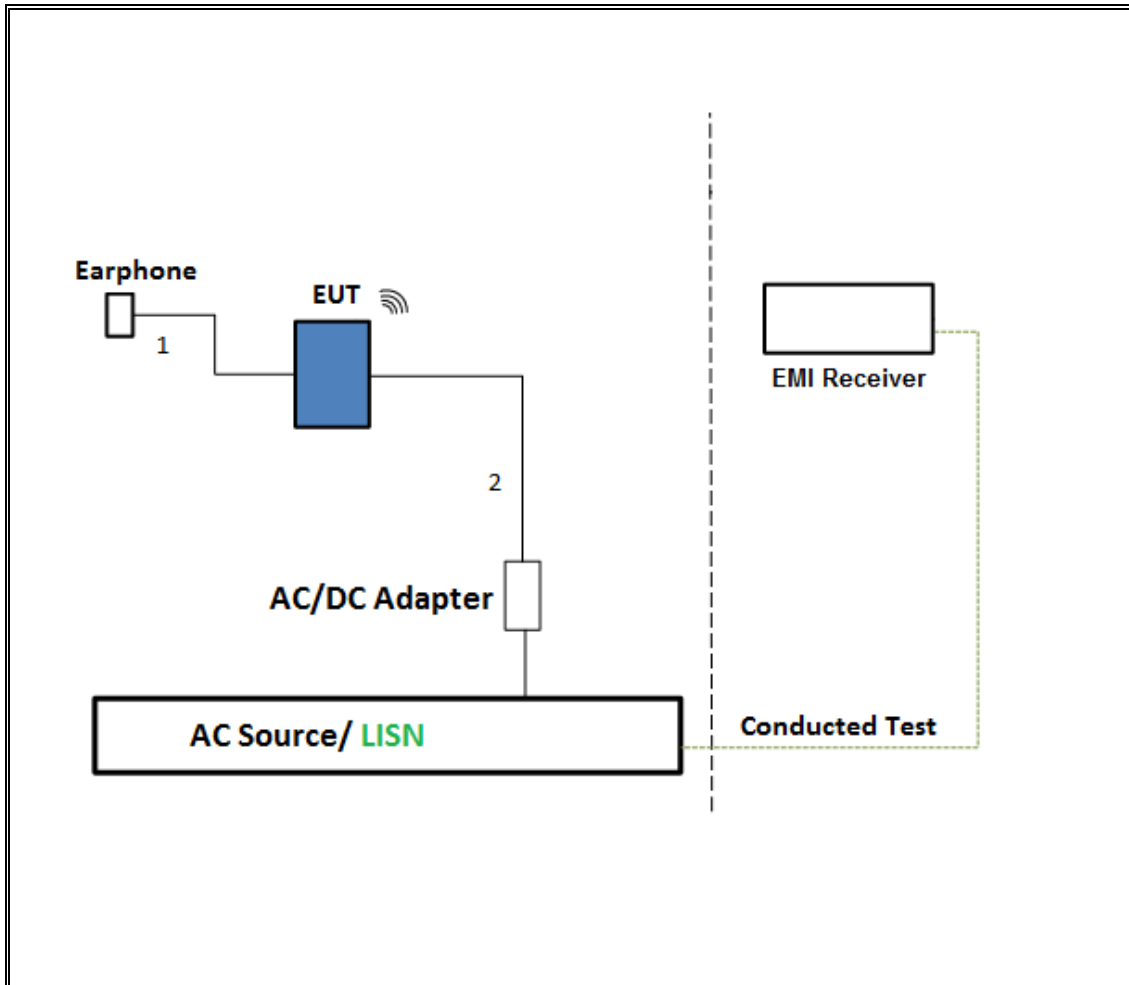 Earphone
EUT
1
EMI Receiver
2
AC/DC Adapter
AC Source/ LISN
Conducted Test